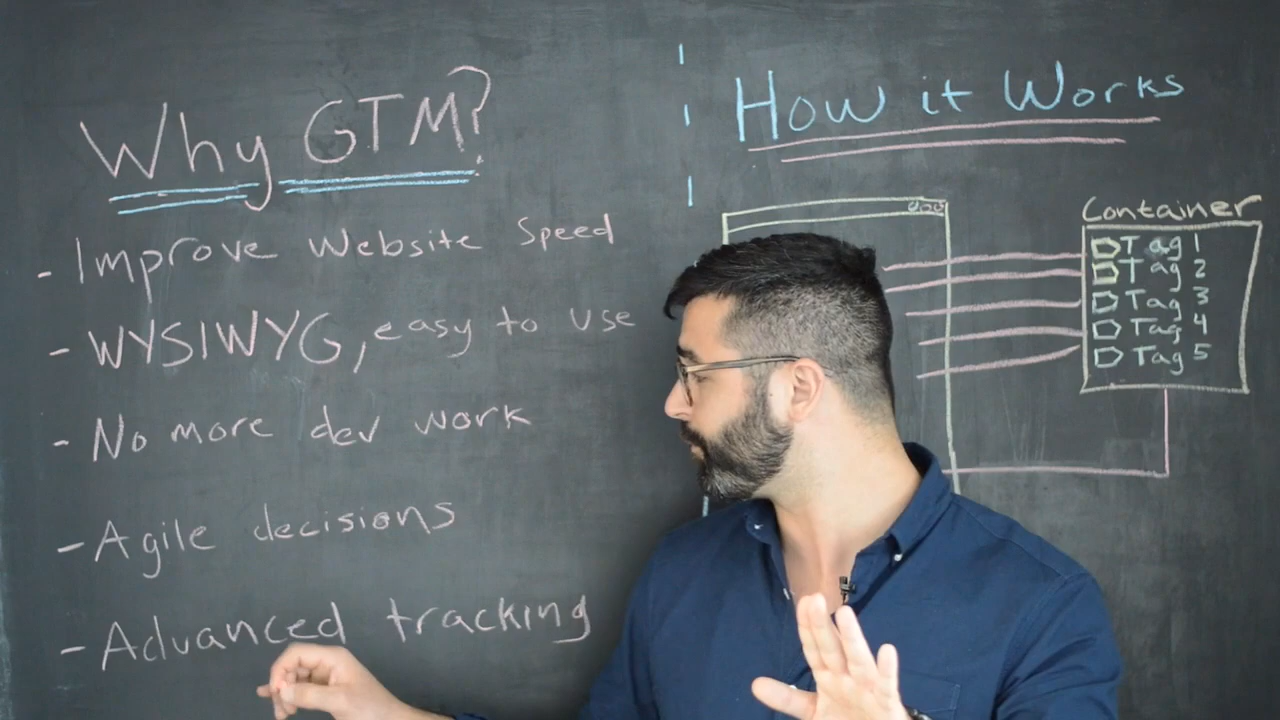 Why GTM?
- Improve Website Speed
- WYSIWYG, easy to use
- No more dev work
- Agile decisions
- Advanced tracking
How it Works
Container
Tag 1
Tag 2
Tag 3
Tag 4
Tag 5